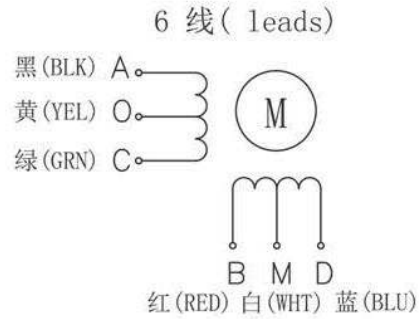 6 线( leads)
黑(BLK) A
黄(YEL) O
绿(GRN) C
M
B M D
红(RED) 白(WHT) 蓝(BLU)